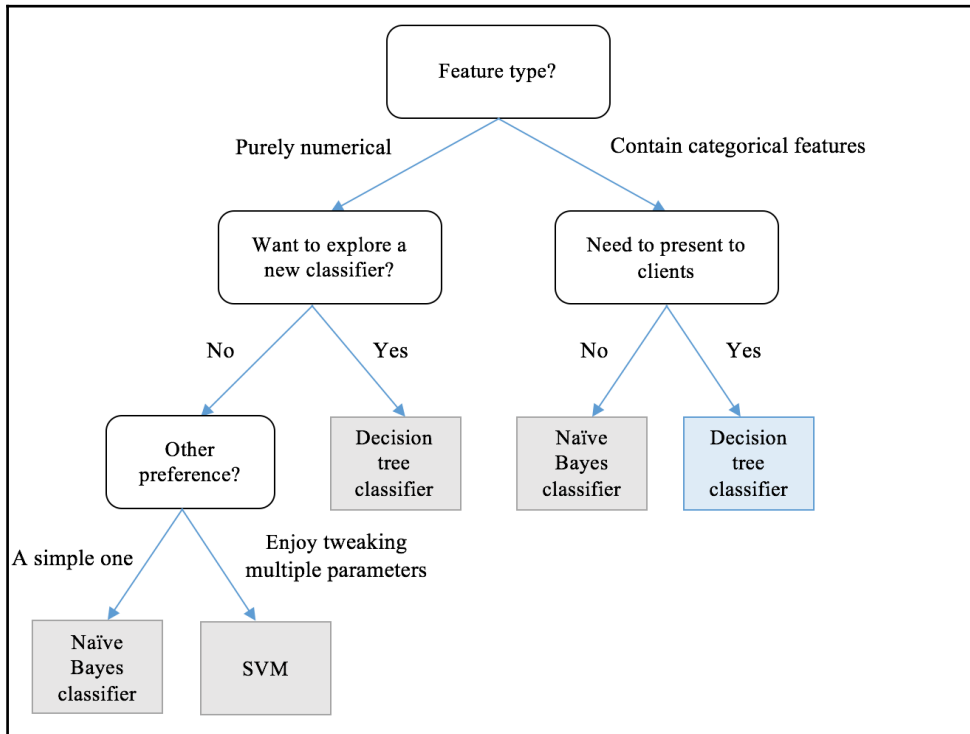 Feature type?
Purely numerical
Contain categorical features
Want to explore a
new classifier?
Need to present to
clients
No
Yes
No
Yes
Other
preference?
Decision
tree
classifier
Naïve
Bayes
classifier
Decision
tree
classifier
A simple one
Enjoy tweaking
multiple parameters
Naïve
Bayes
classifier
SVM